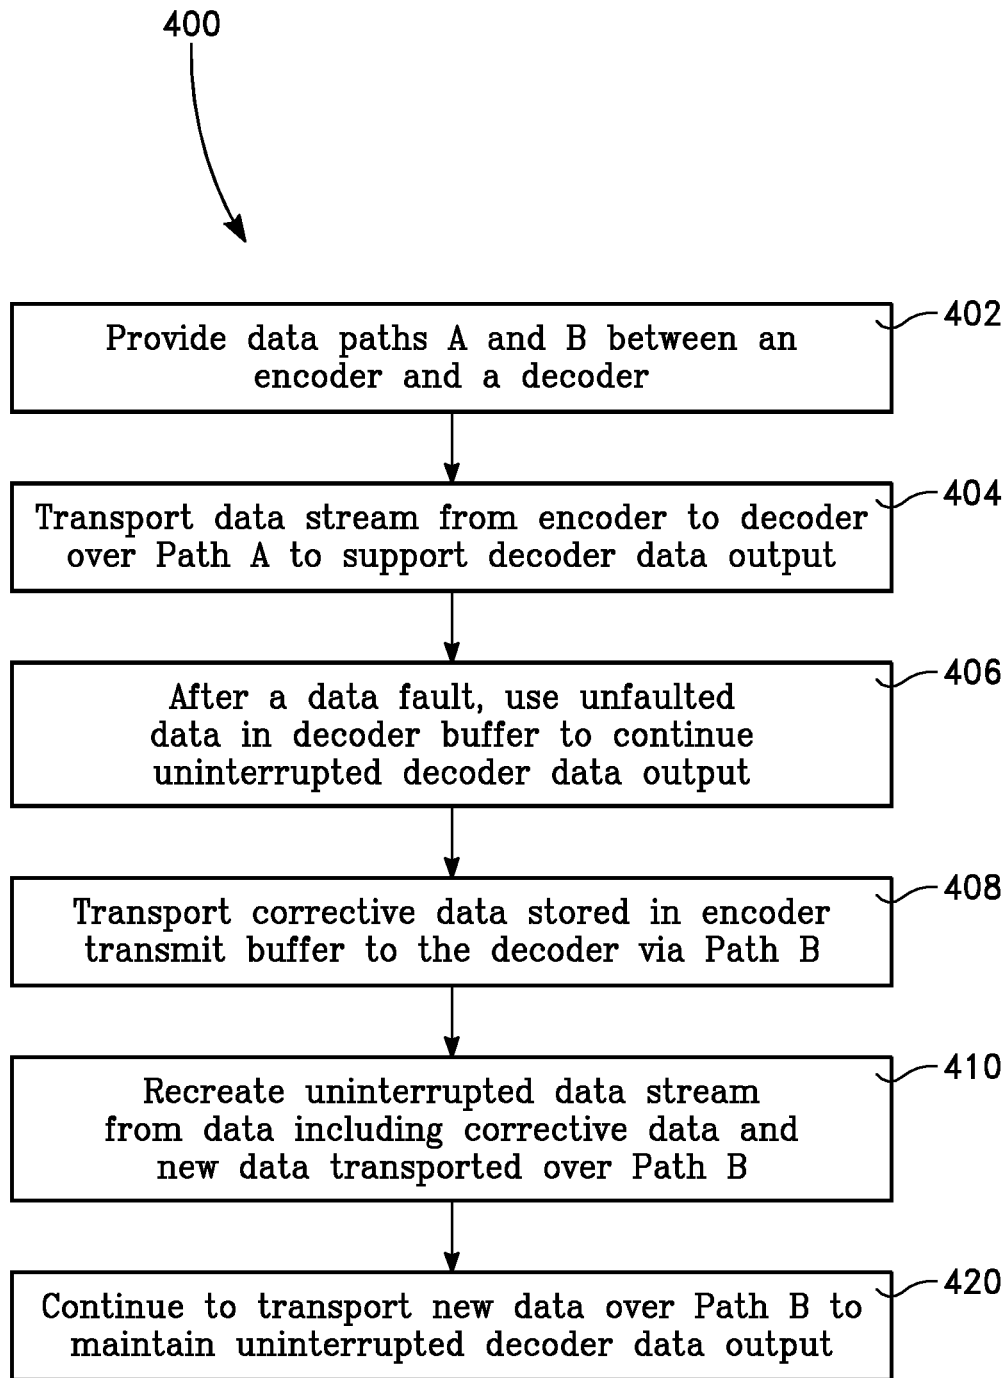 400
402
Provide data paths A and B between an
encoder and a decoder
404
Transport data stream from encoder to decoder
over Path A to support decoder data output
406
After a data fault, use unfaulted
data in decoder buffer to continue
uninterrupted decoder data output
408
Transport corrective data stored in encoder
transmit buffer to the decoder via Path B
410
Recreate uninterrupted data stream
from data including corrective data and
new data transported over Path B
420
Continue to transport new data over Path B to
maintain uninterrupted decoder data output